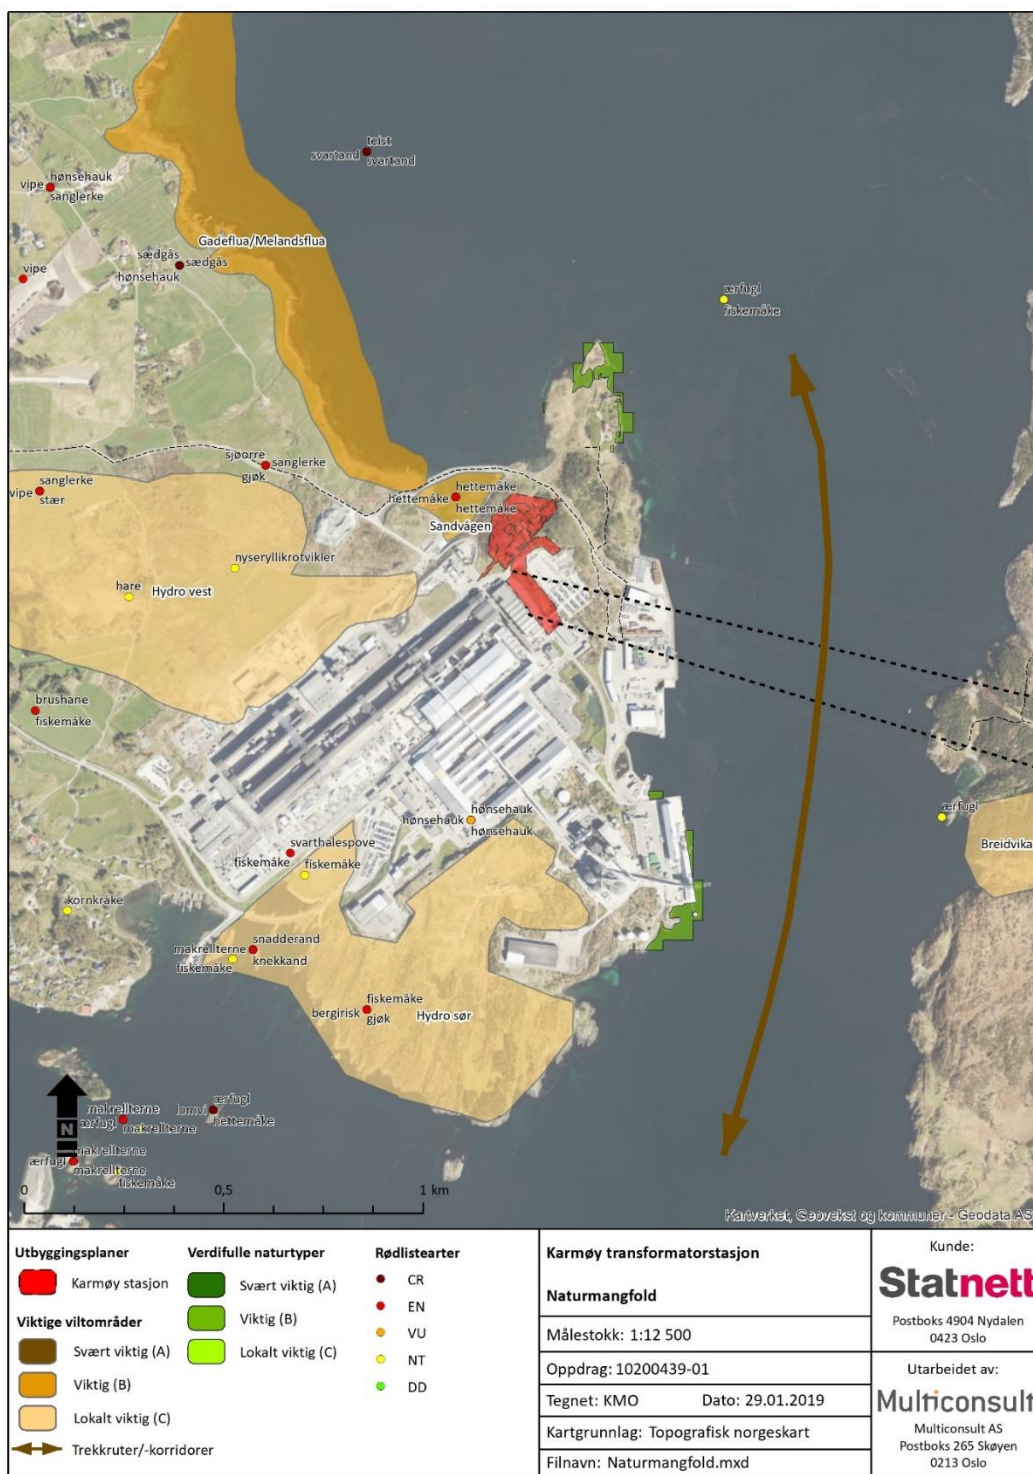 teist
svartand
svartand
hønsehauk
vipe
sanglerke
Gadeflua/Melandsflua
sædgås
sædgås
hønsehauk
vipe
ærfugl
fiskemåke
sjøorre
sanglerke
gjøk
sanglerke
vipe
stær
hettemåke
hettemåke
hettemåke
Sandvågen
nyseryllikrotvikler
hare
Hydro vest
brushane
fiskemåke
hønsehauk
hønsehauk
hønsehauk
ærfugl
Breidvika
svarthalespove
fiskemåke
fiskemåke
kornkråke
snadderand
makrellterne
knekkand
fiskemåke
fiskemåke
bergirisk
gjøk
Hydro sør
ærfugl
lomvi
hettemåke
makrellterne
ærfugl
makrellterne
makrellterne
ærfugl
makrellterne
fiskemåke
N
0
0,5
1 km
Kartverket, Geovekst og kommuner - Geodata AS
Utbyggingsplaner
Karmøy stasjon
Viktige viltområder
Svært viktig (A)
Viktig (B)
Lokalt viktig (C)
Trekkruter/-korridorer
Verdifulle naturtyper
Svært viktig (A)
Viktig (B)
Lokalt viktig (C)
Rødlistearter
CR
EN
VU
NT
DD
Karmøy transformatorstasjon
Naturmangfold
Målestokk: 1:12 500
Oppdrag: 10200439-01
Tegnet: KMO Dato: 29.01.2019
Kartgrunnlag: Topografisk norgeskart
Filnavn: Naturmangfold.mxd
Kunde:
Statnett
Postboks 4904 Nydalen
0423 Oslo
Utarbeidet av:
Multiconsult
Multiconsult AS
Postboks 265 Skøyen
0213 Oslo